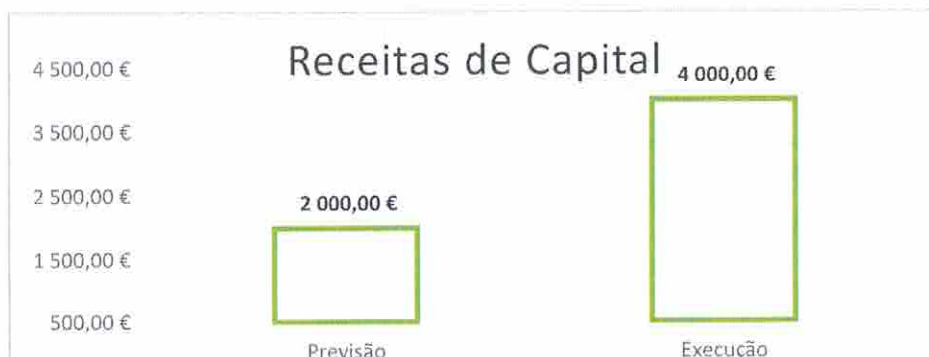 Receitas de Capital
4 500,00 €
3 500,00 €
2 500,00 €
1 500,00 €
500,00 €
2 000,00 €
4 000,00 €
Previsão
Execução